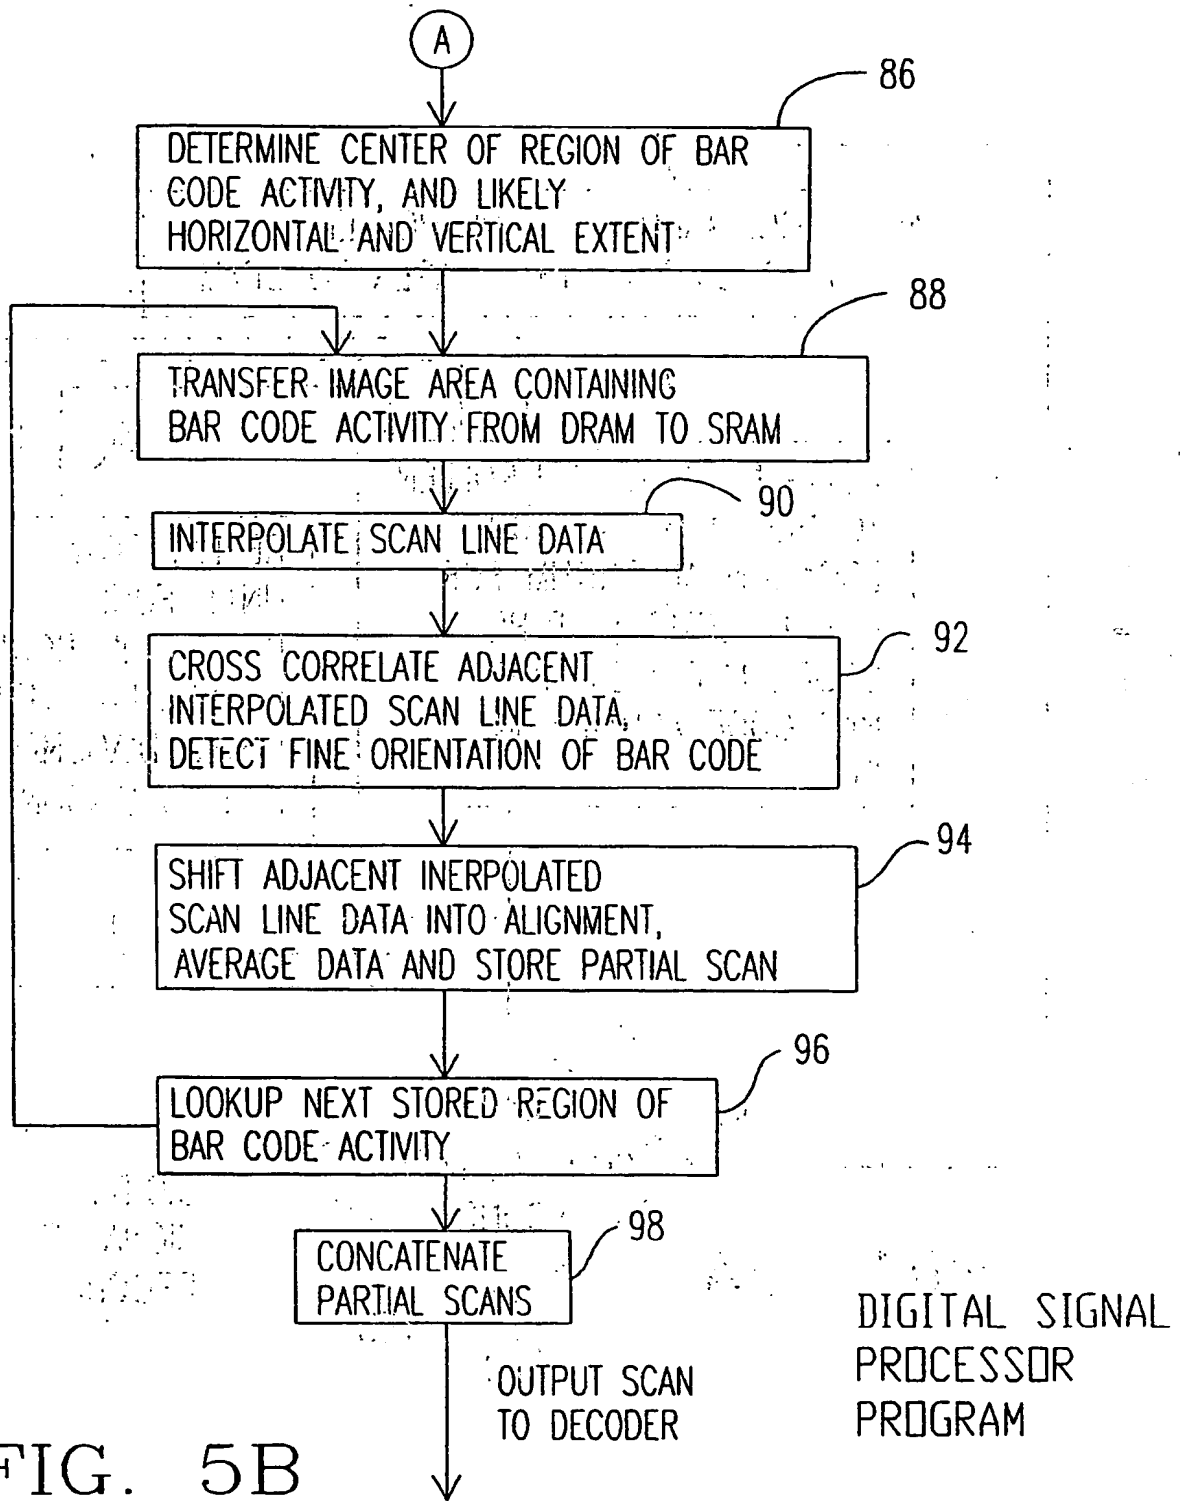 A
86
DETERMINE CENTER OF REGION OF BAR
CODE ACTIVITY, AND LIKELY
HORIZONTAL AND VERTICAL EXTENT
88
TRANSFER IMAGE AREA CONTAINING
BAR CODE ACTIVITY FROM DRAM TO SRAM
90
INTERPOLATE SCAN LINE DATA
92
CROSS CORRELATE ADJACENT
INTERPOLATED SCAN LINE DATA,
DETECT FINE ORIENTATION OF BAR CODE
94
SHIFT ADJACENT INERPOLATED
SCAN LINE DATA INTO ALIGNMENT,
AVERAGE DATA AND STORE PARTIAL SCAN
96
LOOKUP NEXT STORED REGION OF
BAR CODE ACTIVITY
98
CONCATENATE
PARTIAL SCANS
OUTPUT SCAN
TO DECODER
DIGITAL SIGNAL
PROCESSOR
PROGRAM
FIG. 5B